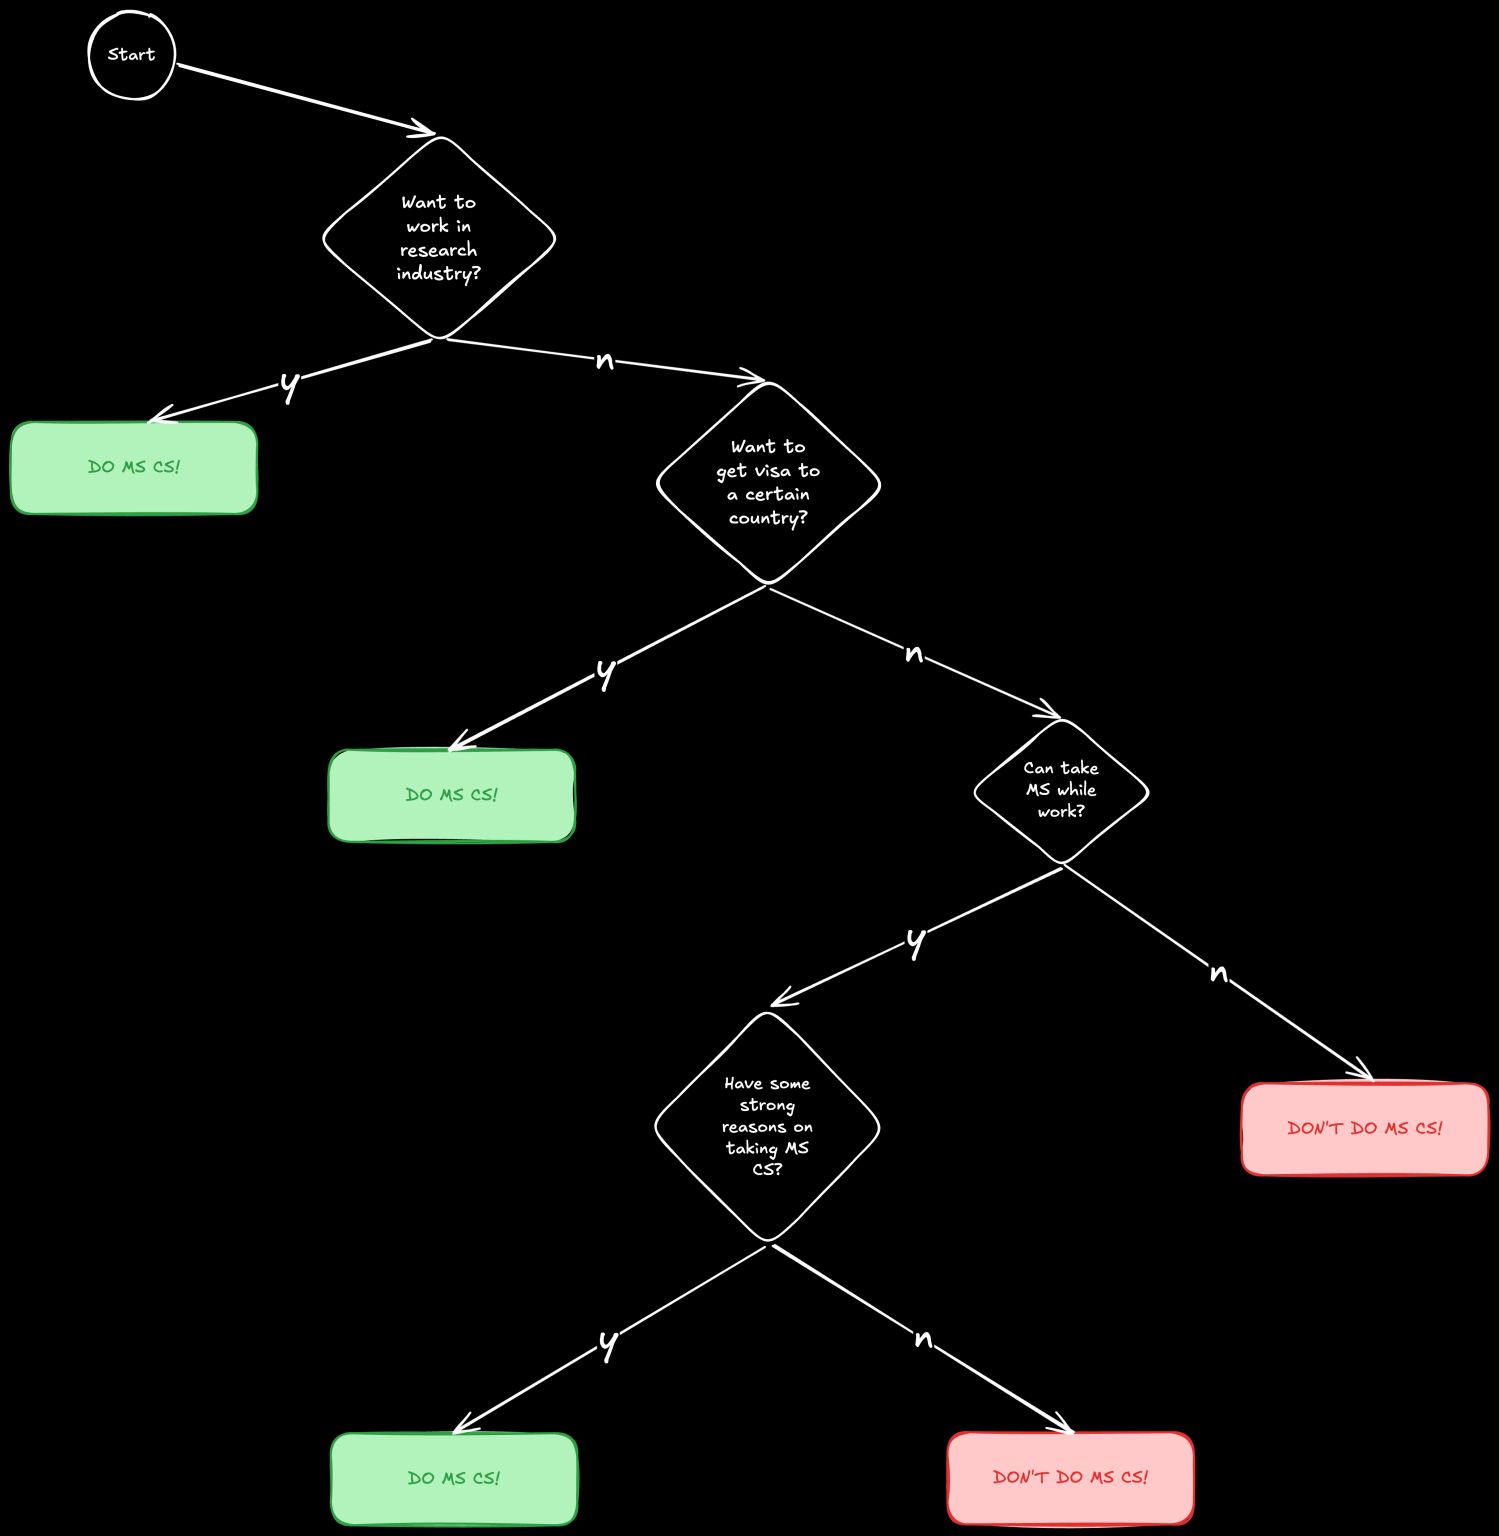 Start
Want to
work in
research
industry?
y
n
DO MS CS!
Want to
get visa to
a certain
country?
y
n
DO MS CS!
Can take
MS while
work?
y
n
Have some
strong
reasons on
taking MS
CS?
DON'T DO MS CS!
y
n
DO MS CS!
DON'T DO MS CS!